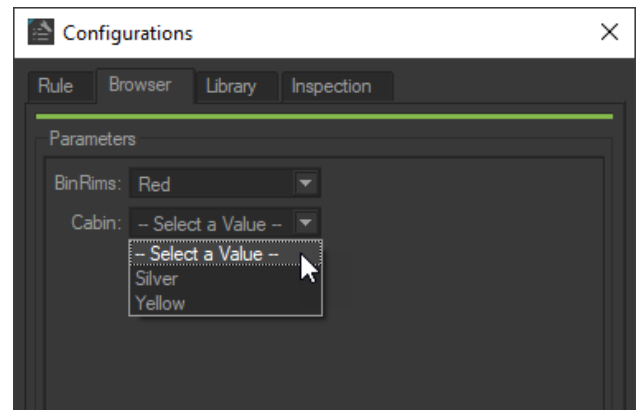 Configurations
Rule Browser Library Inspection
Parameters
BinRims: Red
Cabin: -- Select a Value --
-- Select a Value --
Silver
Yellow